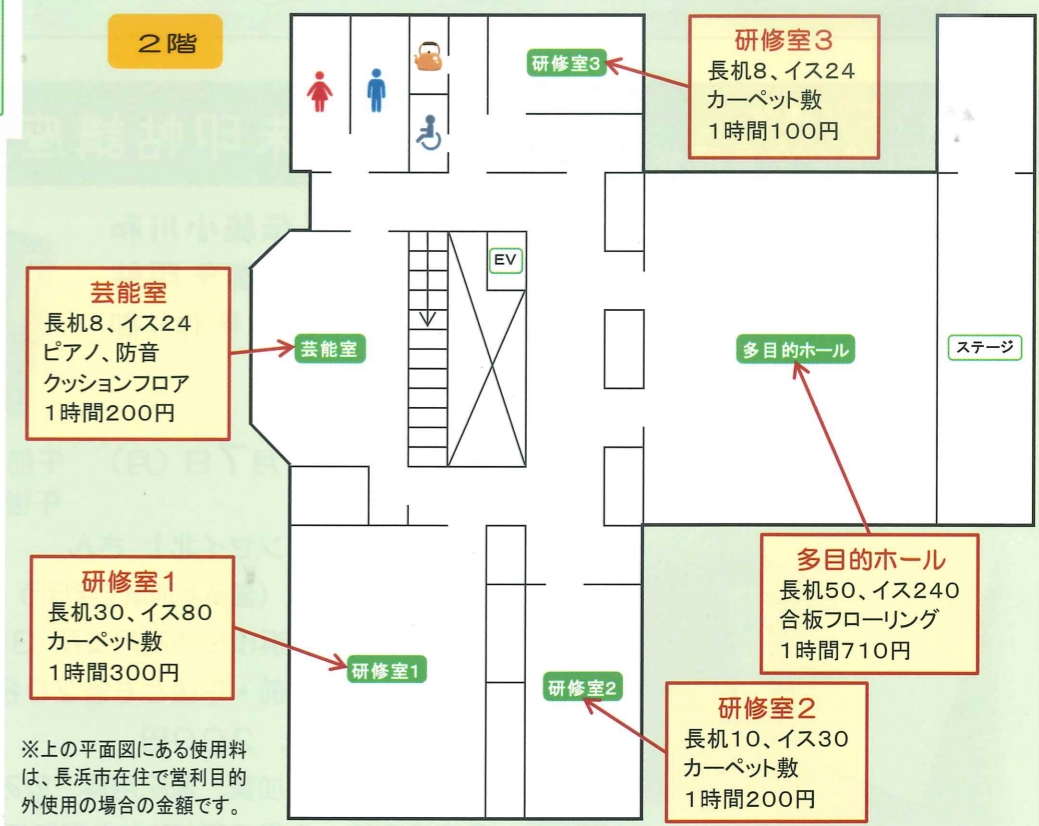 2階
研修室3
長机8、イス24
カーペット敷
1時間100円
研修室3
EV
芸能室
長机8、イス24
ピアノ、防音
クッションフロア
1時間200円
芸能室
多目的ホール
ステージ
研修室1
長机30、イス80
カーペット敷
1時間300円
研修室1
研修室2
多目的ホール
長机50、イス240
合板フローリング
1時間710円
研修室2
長机10、イス30
カーペット敷
1時間200円
※上の平面図にある使用料
は、長浜市在住で営利目的
外使用の場合の金額です。